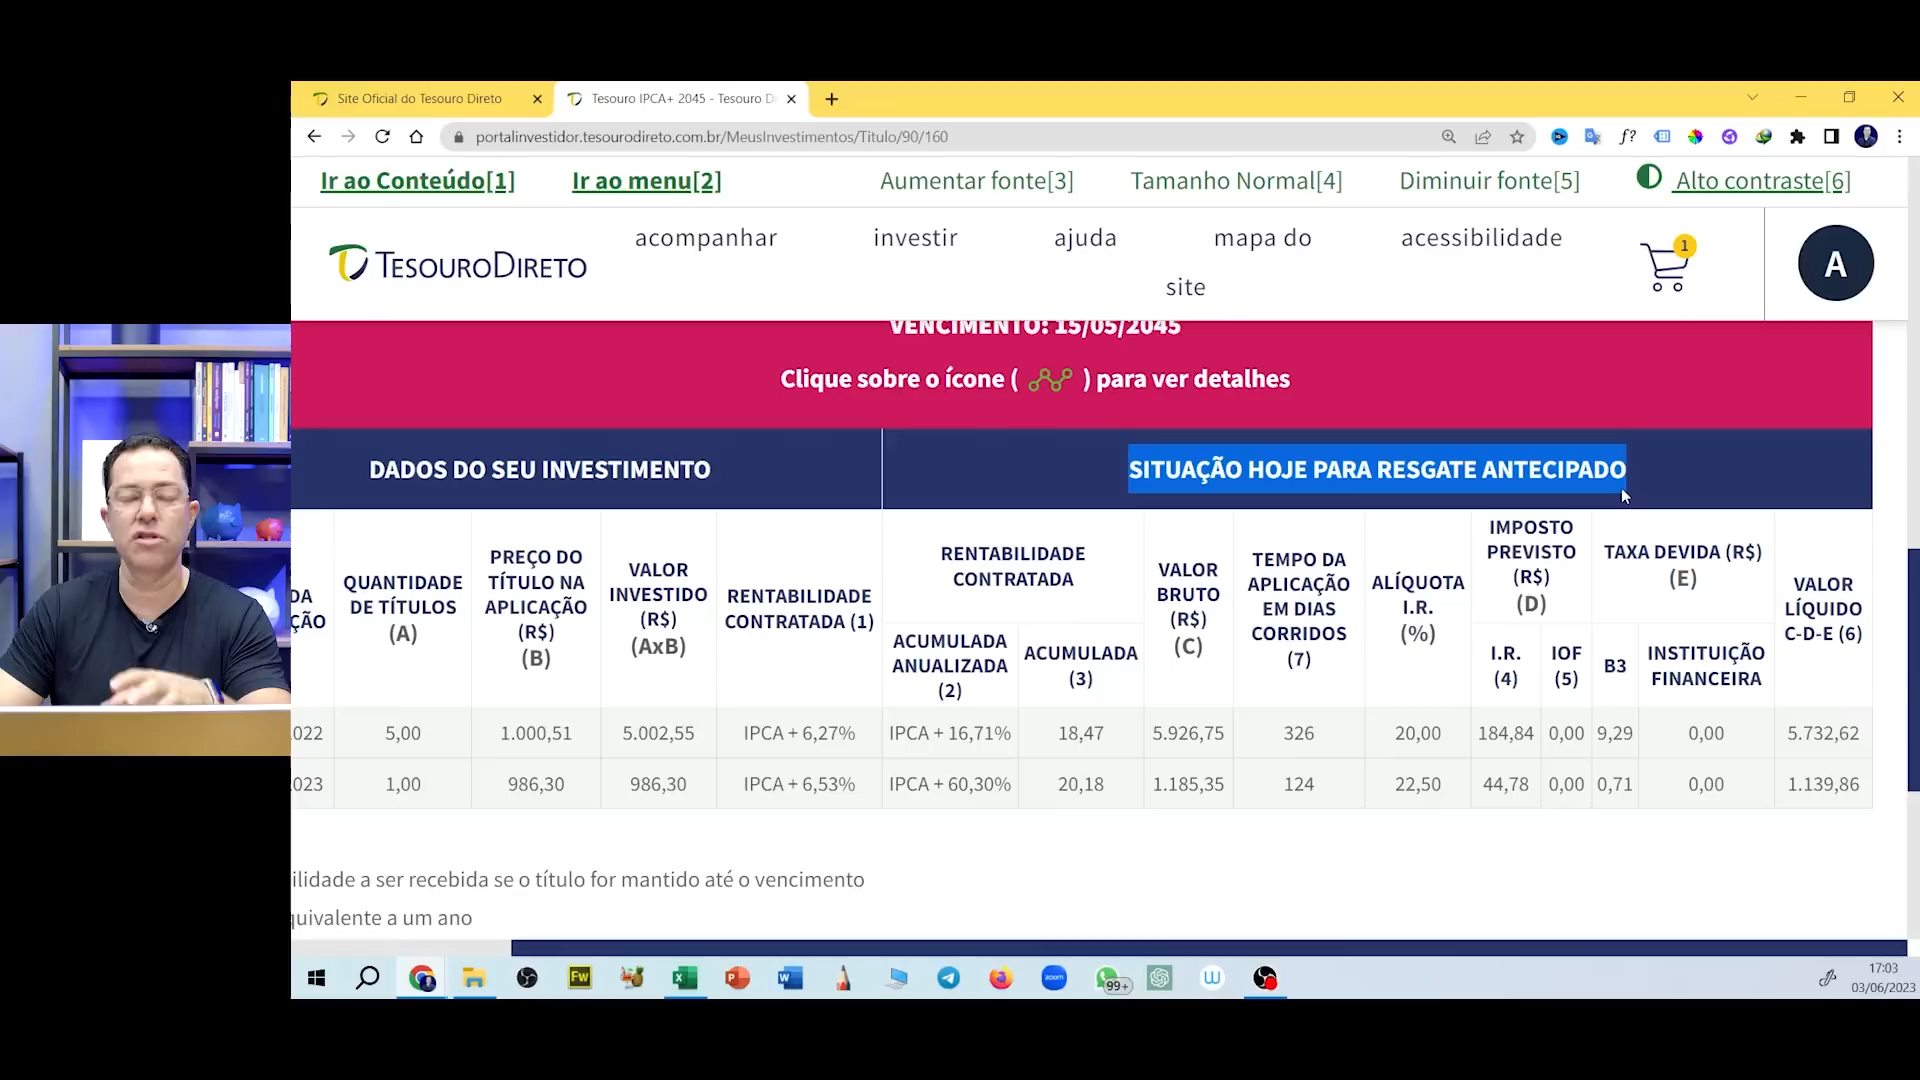 Site Oficial do Tesouro Direto
Tesouro IPCA+ 2045 - Tesouro D
portalinvestidor.tesourodireto.com.br/MeusInvestimentos/Titulo/90/160
Ir ao Conteúdo[1] Ir ao menu[2] Aumentar fonte[3] Tamanho Normal[4] Diminuir fonte[5] Alto contraste[6]
TESOURODIRETO
acompanhar investir ajuda mapa do site acessibilidade
1
A
VENCIMENTO: 15/05/2045
Clique sobre o ícone ( ) para ver detalhes
DADOS DO SEU INVESTIMENTO
SITUAÇÃO HOJE PARA RESGATE ANTECIPADO
DA
ÇÃO
QUANTIDADE
DE TÍTULOS
(A)
PREÇO DO
TÍTULO NA
APLICAÇÃO
(R$)
(B)
VALOR
INVESTIDO
(R$)
(AxB)
RENTABILIDADE
CONTRATADA (1)
RENTABILIDADE
CONTRATADA
ACUMULADA
ANUALIZADA
(2)
ACUMULADA
(3)
VALOR
BRUTO
(R$)
(C)
TEMPO DA
APLICAÇÃO
EM DIAS
CORRIDOS
(7)
ALÍQUOTA
I.R.
(%)
IMPOSTO
PREVISTO
(R$)
(D)
I.R.
(4)
IOF
(5)
TAXA DEVIDA (R$)
(E)
B3
INSTITUIÇÃO
FINANCEIRA
VALOR
LÍQUIDO
C-D-E (6)
022 5,00 1.000,51 5.002,55 IPCA + 6,27% IPCA + 16,71% 18,47 5.926,75 326 20,00 184,84 0,00 9,29 0,00 5.732,62
023 1,00 986,30 986,30 IPCA + 6,53% IPCA + 60,30% 20,18 1.185,35 124 22,50 44,78 0,00 0,71 0,00 1.139,86
ilidade a ser recebida se o título for mantido até o vencimento
quivalente a um ano
Fw
zoom
99+
17:03
03/06/2023